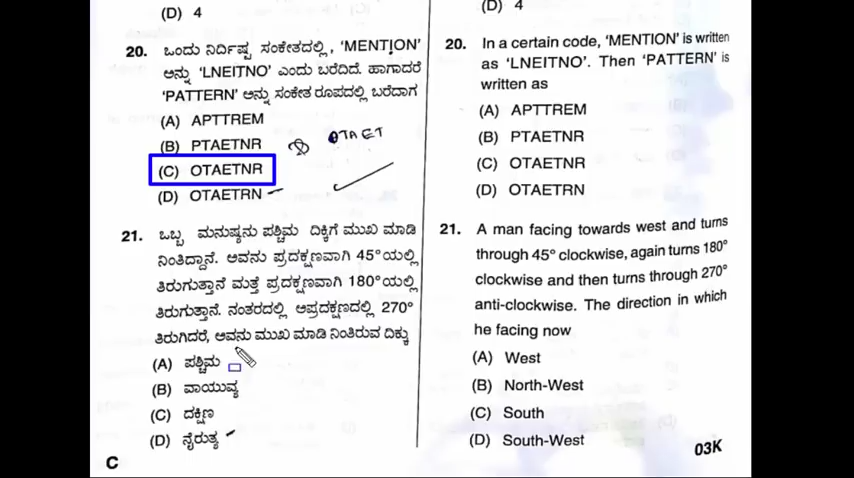 (D) 4
20. ಒಂದು ನಿರ್ದಿಷ್ಟ ಸಂಕೇತದಲ್ಲಿ, 'MENTION'
ಅನ್ನು 'LNEITNO' ಎಂದು ಬರೆದಿದೆ. ಹಾಗಾದರೆ
'PATTERN' ಅನ್ನು ಸಂಕೇತ ರೂಪದಲ್ಲಿ ಬರೆದಾಗ
(A) APTTREM
(B) PTAETNR
(C) OTAETNR
(D) OTAETRN
OTAET
21. ಒಬ್ಬ ಮನುಷ್ಯನು ಪಶ್ಚಿಮ ದಿಕ್ಕಿಗೆ ಮುಖ ಮಾಡಿ
ನಿಂತಿದ್ದಾನೆ. ಅವನು ಪ್ರದಕ್ಷಣವಾಗಿ 45°ಯಲ್ಲಿ
ತಿರುಗುತ್ತಾನೆ ಮತ್ತೆ ಪ್ರದಕ್ಷಣವಾಗಿ 180°ಯಲ್ಲಿ
ತಿರುಗುತ್ತಾನೆ. ನಂತರದಲ್ಲಿ ಅಪ್ರದಕ್ಷಣದಲ್ಲಿ 270°
ತಿರುಗಿದರೆ, ಅವನು ಮುಖ ಮಾಡಿ ನಿಂತಿರುವ ದಿಕ್ಕು
(A) ಪಶ್ಚಿಮ
(B) ವಾಯುವ್ಯ
(C) ದಕ್ಷಿಣ
(D) ನೈರುತ್ಯ
C
(D) 4
20. In a certain code, 'MENTION' is written
as 'LNEITNO'. Then 'PATTERN' is
written as
(A) APTTREM
(B) PTAETNR
(C) OTAETNR
(D) OTAETRN
21. A man facing towards west and turns
through 45° clockwise, again turns 180°
clockwise and then turns through 270°
anti-clockwise. The direction in which
he facing now
(A) West
(B) North-West
(C) South
(D) South-West
03K